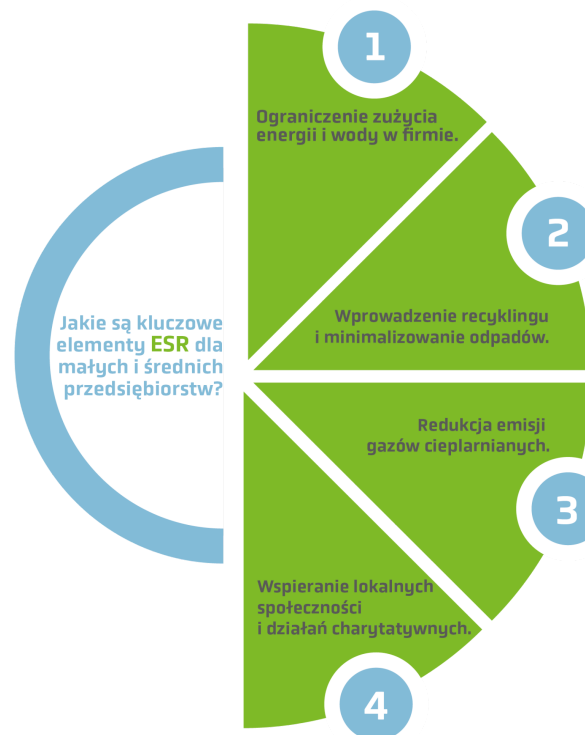 Jakie są kluczowe
elementy ESR dla
małych i średnich
przedsiębiorstw?
1
Ograniczenie zużycia
energii i wody w firmie.
2
Wprowadzenie recyklingu
i minimalizowanie odpadów.
Redukcja emisji
gazów cieplarnianych.
3
Wspieranie lokalnych
społeczności
i działań charytatywnych.
4